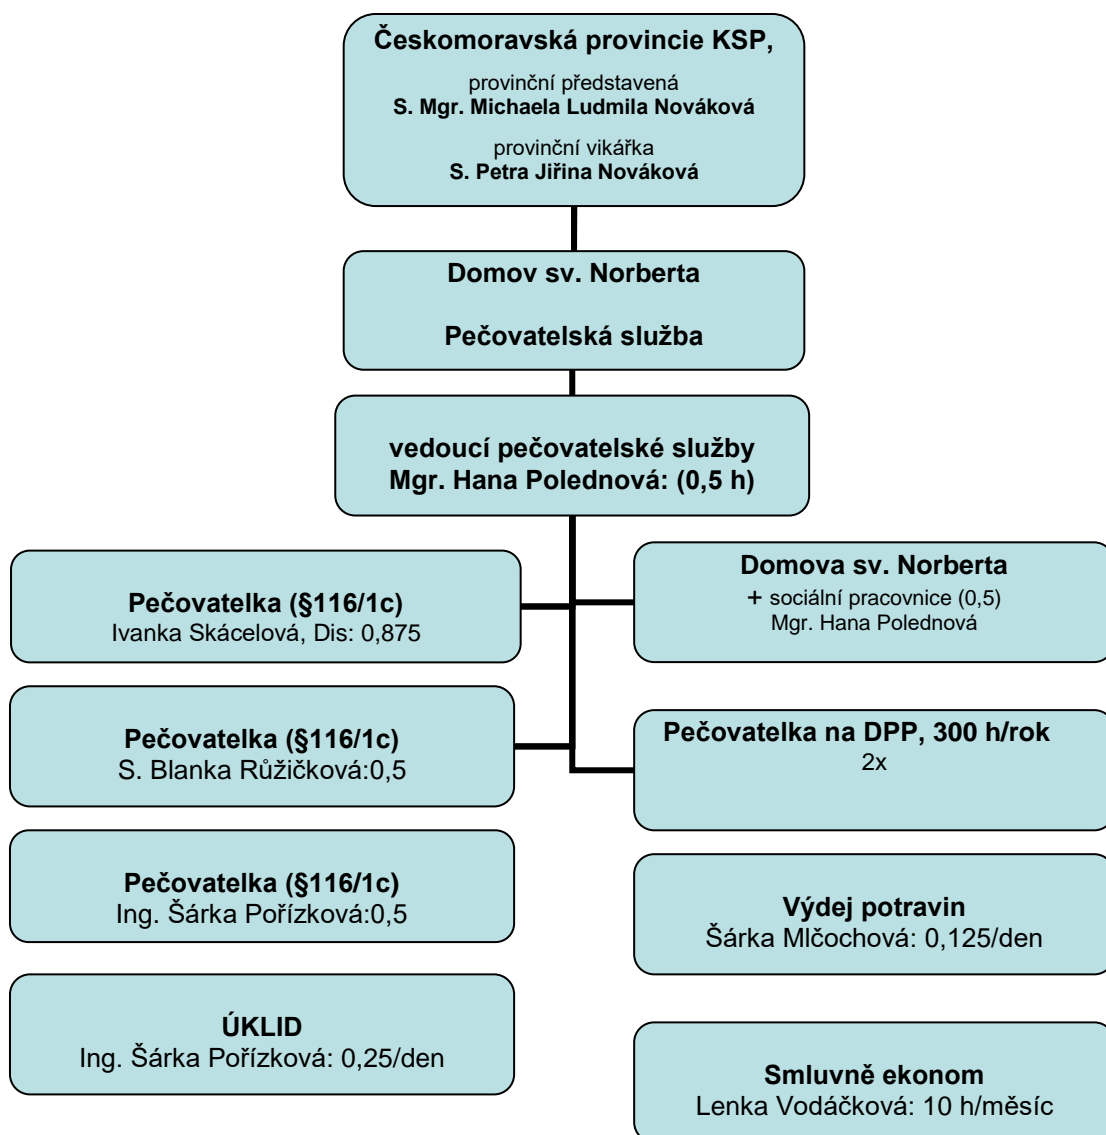 Českomoravská provincie KSP,
provinční představená
S. Mgr. Michaela Ludmila Nováková
provinční vikářka
S. Petra Jiřina Nováková
Domov sv. Norberta
Pečovatelská služba
vedoucí pečovatelské služby
Mgr. Hana Polednová: (0,5 h)
Pečovatelka (§116/1c)
Ivanka Skácelová, Dis: 0,875
Domova sv. Norberta
+ sociální pracovnice (0,5)
Mgr. Hana Polednová
Pečovatelka (§116/1c)
S. Blanka Růžičková:0,5
Pečovatelka na DPP, 300 h/rok
2x
Pečovatelka (§116/1c)
Ing. Šárka Pořízková:0,5
Výdej potravin
Šárka Mlčochová: 0,125/den
ÚKLID
Ing. Šárka Pořízková: 0,25/den
Smluvně ekonom
Lenka Vodáčková: 10 h/měsíc